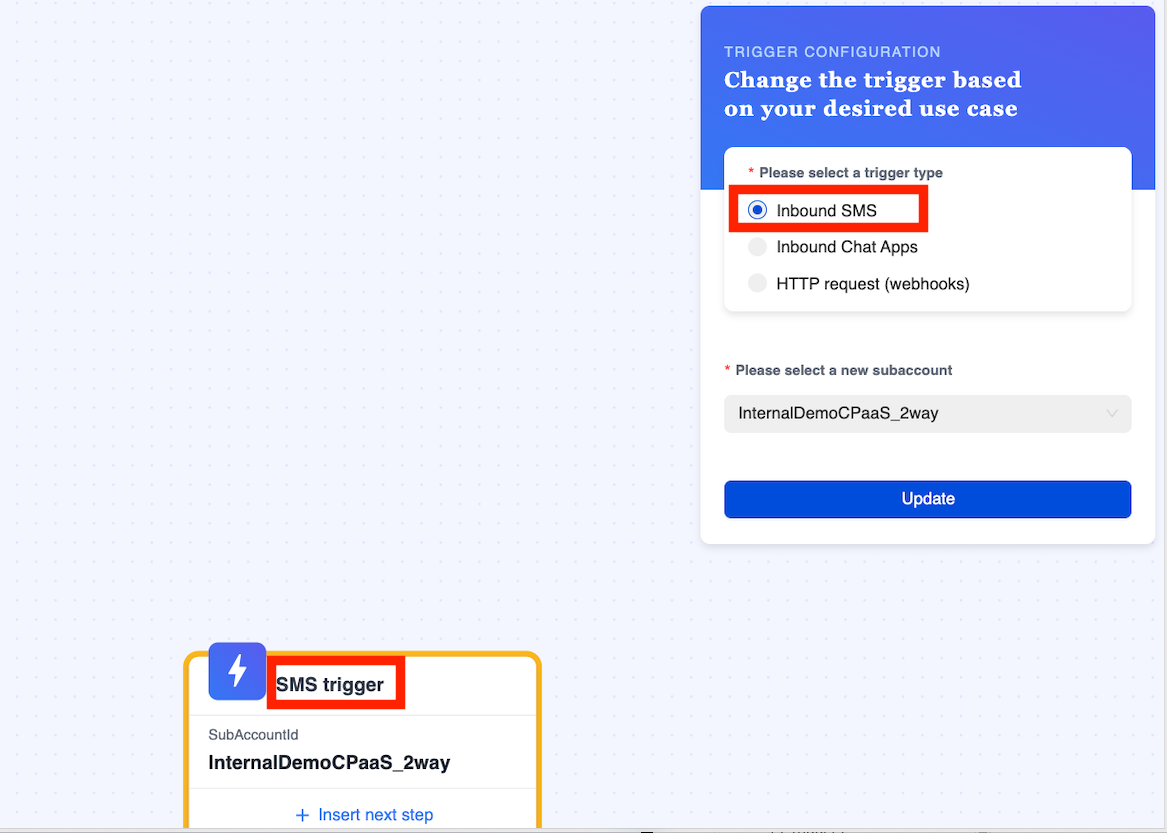 TRIGGER CONFIGURATION
Change the trigger based
on your desired use case
* Please select a trigger type
Inbound SMS
Inbound Chat Apps
HTTP request (webhooks)
* Please select a new subaccount
InternalDemoCPaaS_2way
Update
SMS trigger
SubAccountId
InternalDemoCPaaS_2way
+ Insert next step